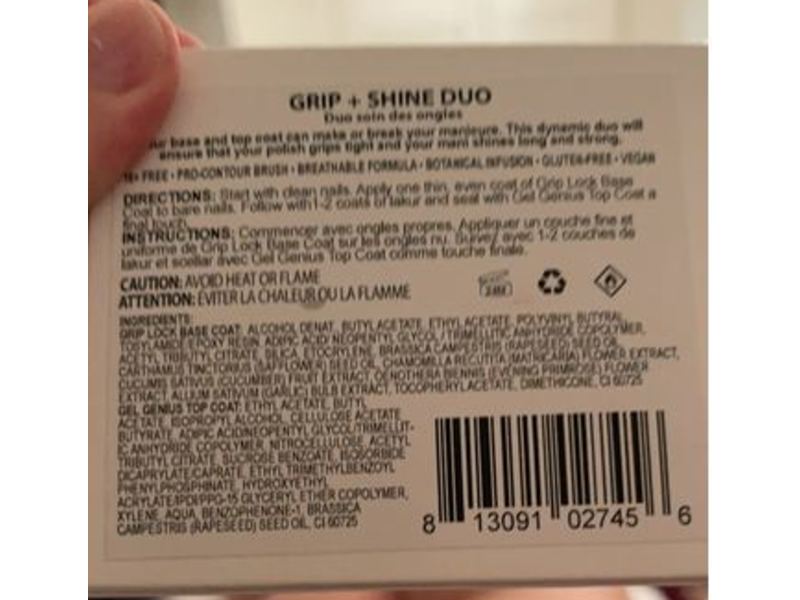 GRIP + SHINE DUO
Duo soin des ongles
base and top coat can make or break your manicure. This dynamic duo will
ensure that your polish grips tight and your mani shines long and strong.
FREE • PRO-CONTOUR BRUSH • BREATHABLE FORMULA • BOTANICAL INFUSION • GLUTEN-FREE • VEGAN
DIRECTIONS: Start with clean nails. Apply one thin, even coat of Grip Lock Base
Coat to bare nails. Follow with 1-2 coats of lakur and seal with Gel Genius Top Coat a
final touch.
INSTRUCTIONS: Commencer avec ongles propres. Appliquer un couche fine et
uniforme de Grip Lock Base Coat sur les ongles nu. Suivez avec 1-2 couches de
lakur et scellar avec Gel Genius Top Coat comme touche finale.
CAUTION: AVOID HEAT OR FLAME
ATTENTION: ÉVITER LA CHALEUR OU LA FLAMME
24M
INGREDIENTS:
GRIP LOCK BASE COAT: ALCOHOL DENAT, BUTYL ACETATE, ETHYL ACETATE, POLYVINYL BUTYRAL,
TOSYLAMIDE/EPOXY RESIN, ADIPIC ACID/NEOPENTYL GLYCOL/TRIMELLITIC ANHYDRIDE COPOLYMER,
ACETYL TRIBUTYL CITRATE, SILICA, ETOCRYLENE, BRASSICA CAMPESTRIS (RAPESEED) SEED OIL,
CARTHAMUS TINCTORIUS (SAFFLOWER) SEED OIL, CHAMOMILLA RECUTITA (MATRICARIA) FLOWER EXTRACT,
CUCUMIS SATIVUS (CUCUMBER) FRUIT EXTRACT, OENOTHERA BIENNIS (EVENING PRIMROSE) FLOWER
EXTRACT, ALLIUM SATIVUM (GARLIC) BULB EXTRACT, TOCOPHERYL ACETATE, DIMETHICONE, CI 60725
GEL GENIUS TOP COAT: ETHYL ACETATE, BUTYL
ACETATE, ISOPROPYL ALCOHOL, CELLULOSE ACETATE
BUTYRATE, ADIPIC ACID/NEOPENTYL GLYCOL/TRIMELLIT-
IC ANHYDRIDE COPOLYMER, NITROCELLULOSE, ACETYL
TRIBUTYL CITRATE, SUCROSE BENZOATE, ISOSORBIDE
DICAPRYLATE/CAPRATE, ETHYL TRIMETHYLBENZOYL
PHENYLPHOSPHINATE, HYDROXYETHYL
ACRYLATE/IPDI/PPG-15 GLYCERYL ETHER COPOLYMER,
XYLENE, AQUA, BENZOPHENONE-1, BRASSICA
CAMPESTRIS (RAPESEED) SEED OIL, CI 60725
8 13091 02745 6